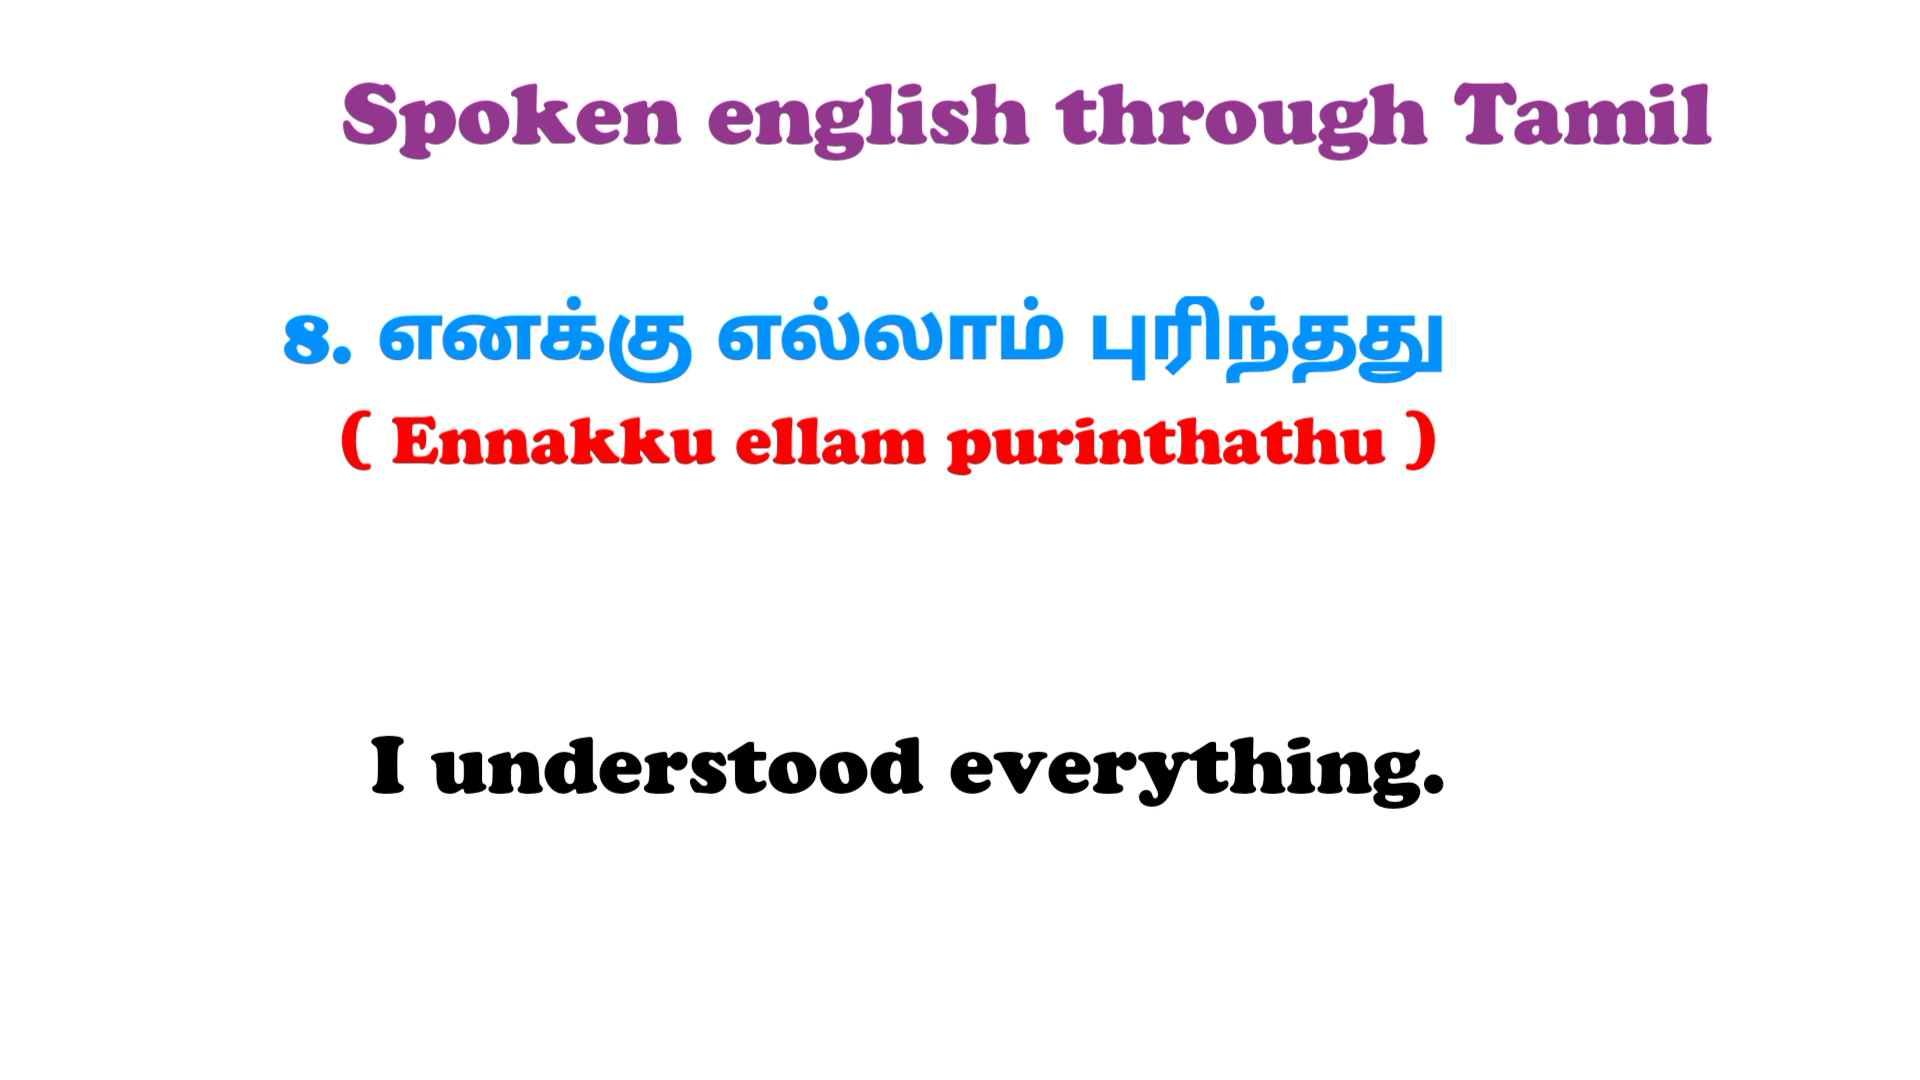 Spoken english through Tamil
8. எனக்கு எல்லாம் புரிந்தது
( Ennakku ellam purinthathu )
I understood everything.